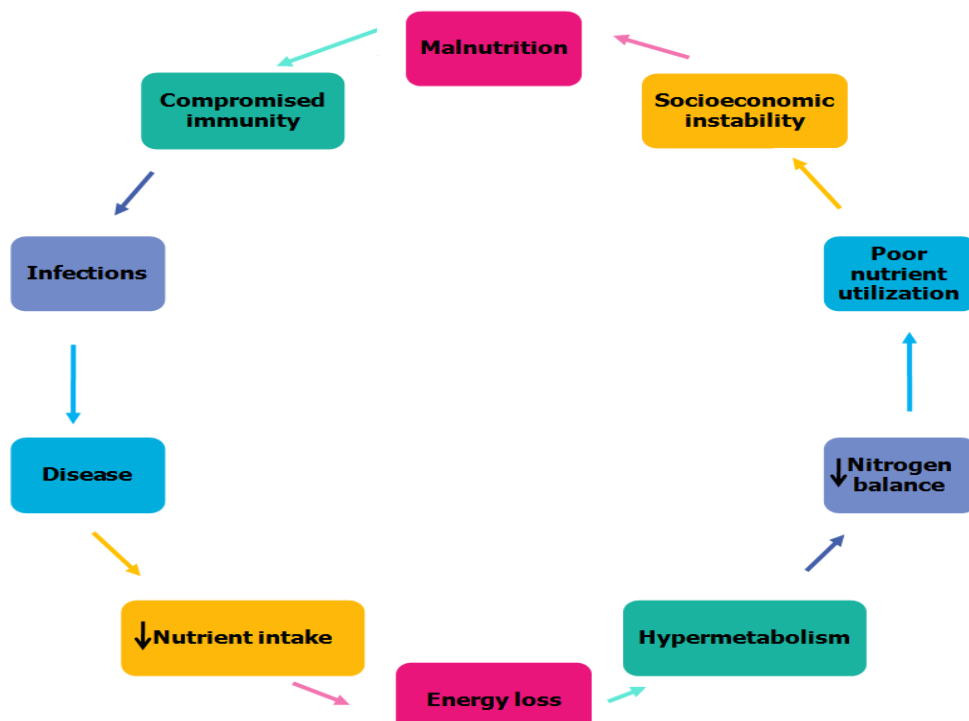 Malnutrition
Compromised
immunity
Infections
Disease
↓Nutrient intake
Energy loss
Hypermetabolism
↓Nitrogen
balance
Poor
nutrient
utilization
Socioeconomic
instability